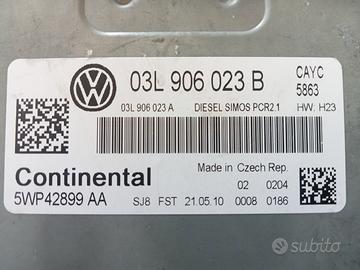 03L 906 023 B
CAYC
5863
03L 906 023 A DIESEL SIMOS PCR2.1 HW: H23
Made in Czech Rep.
Continental
02 0204
5WP42899 AA SJ8 FST 21.05.10 0008 0186
subito